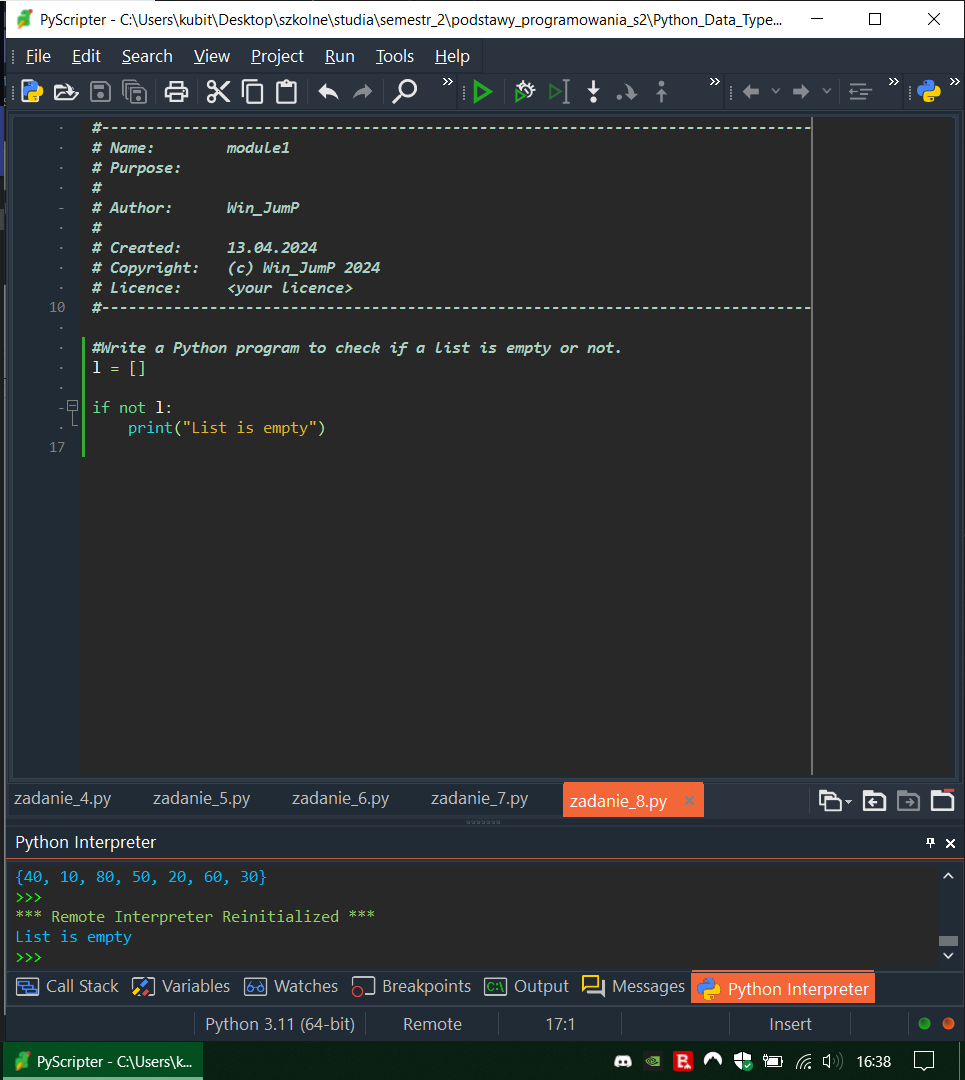 PyScripter - C:\Users\kubit\Desktop\szkolne\studia\semestr_2\podstawy_programowania_s2\Python_Data_Type...
File Edit Search View Project Run Tools Help
#-------------------------------------------------------------------------------
# Name:        module1
# Purpose:
#
# Author:      Win_JumP
#
# Created:     13.04.2024
# Copyright:   (c) Win_JumP 2024
# Licence:     <your licence>
10 #-------------------------------------------------------------------------------
#Write a Python program to check if a list is empty or not.
l = []
if not l:
    print("List is empty")
17
zadanie_4.py zadanie_5.py zadanie_6.py zadanie_7.py zadanie_8.py
Python Interpreter
{40, 10, 80, 50, 20, 60, 30}
>>>
*** Remote Interpreter Reinitialized ***
List is empty
>>>
Call Stack Variables Watches Breakpoints C:\ Output Messages Python Interpreter
Python 3.11 (64-bit) Remote 17:1 Insert
PyScripter - C:\Users\k... 16:38